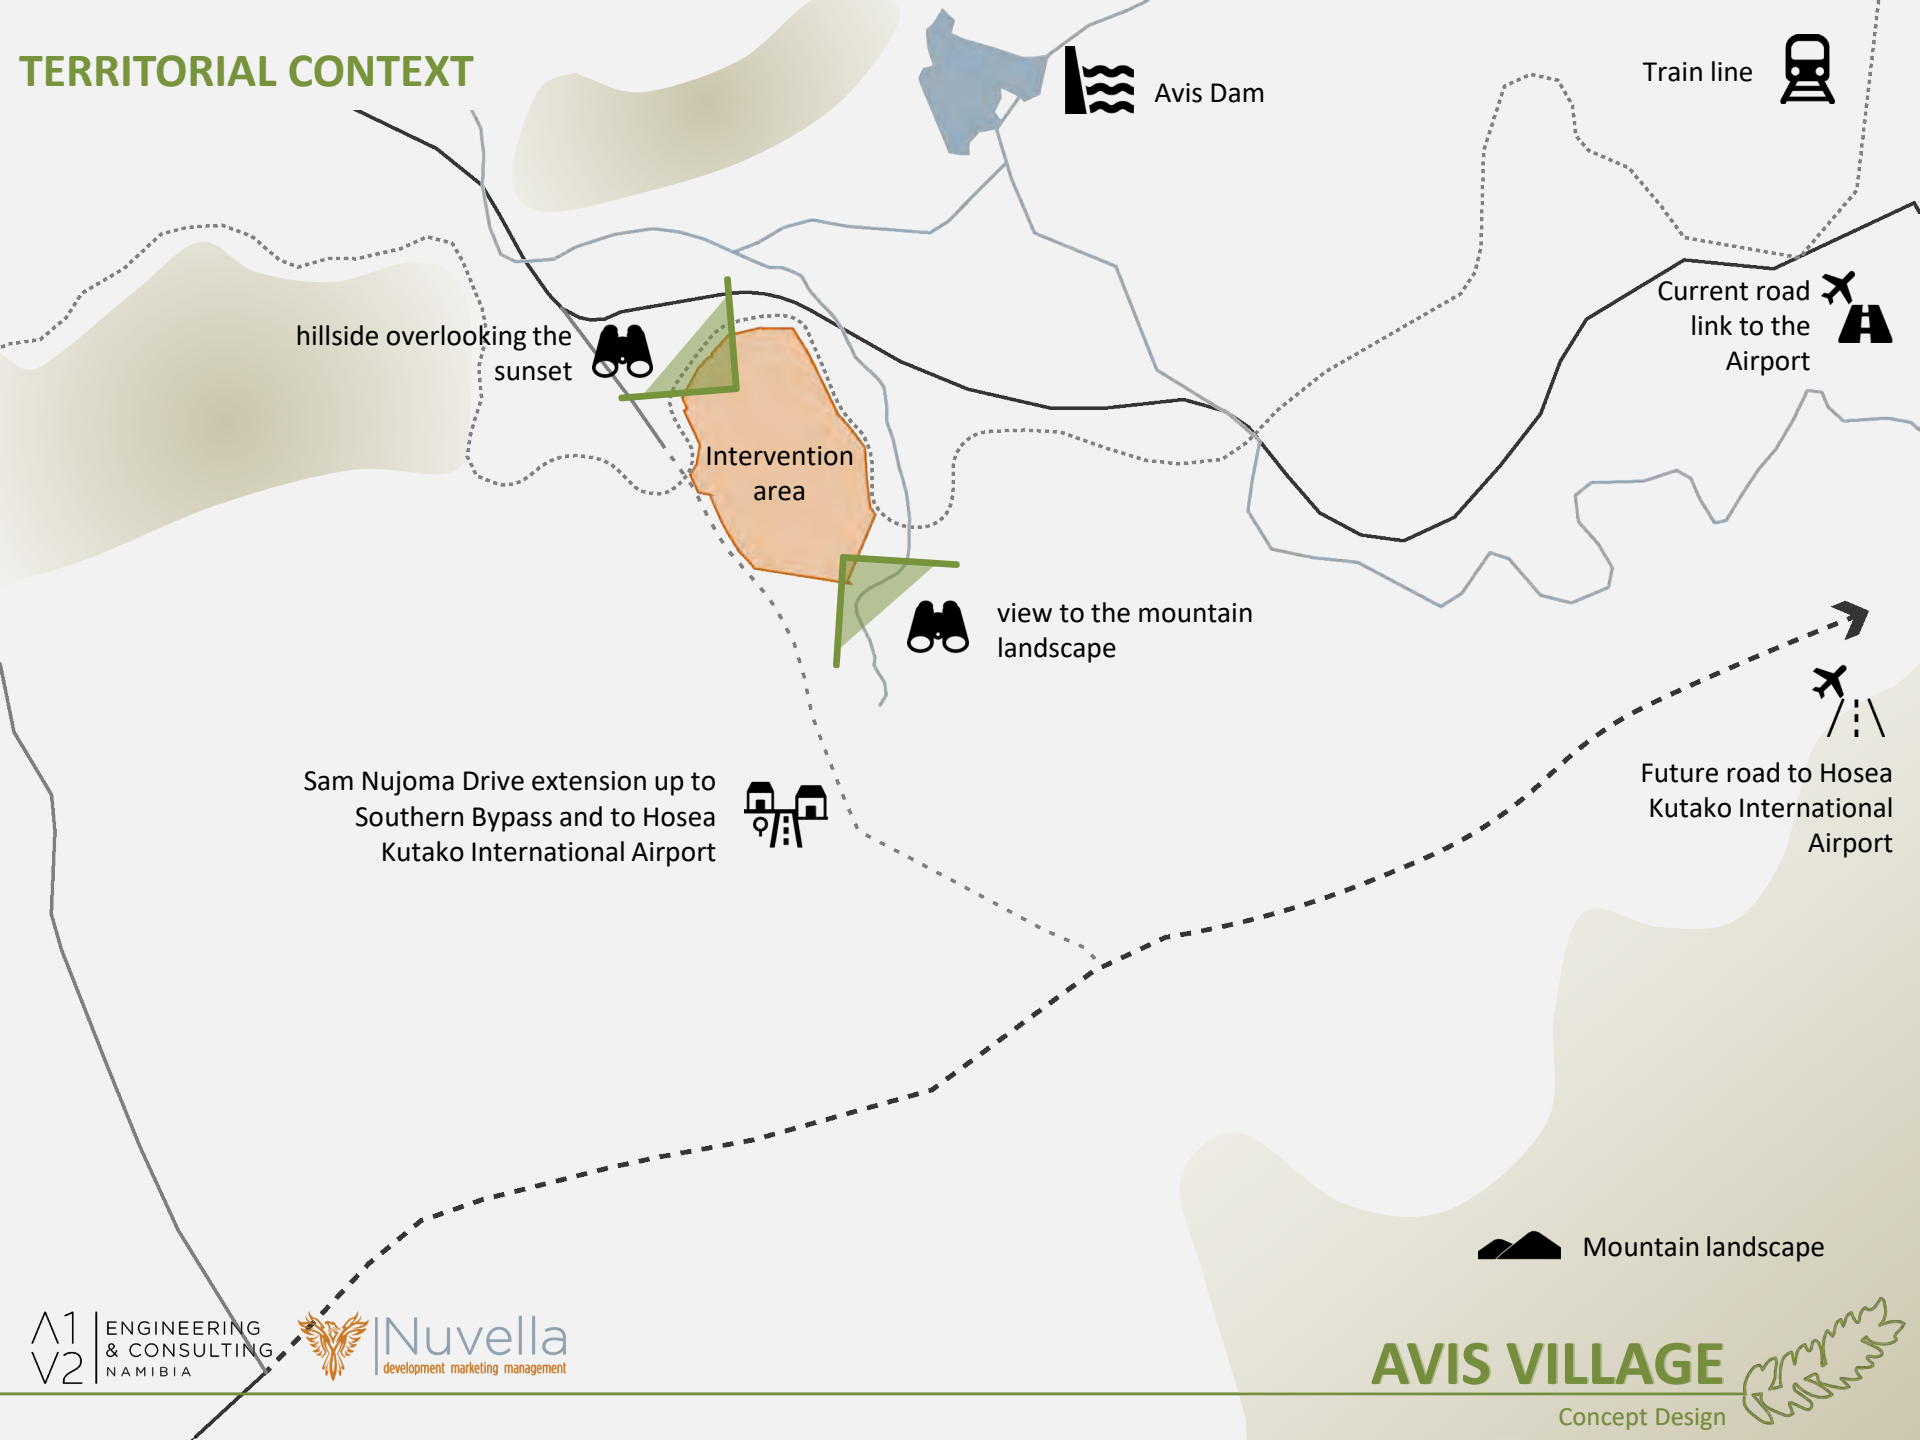 TERRITORIAL CONTEXT
Avis Dam
Train line
Current road
link to the
Airport
hillside overlooking the
sunset
Intervention
area
view to the mountain
landscape
Sam Nujoma Drive extension up to
Southern Bypass and to Hosea
Kutako International Airport
Future road to Hosea
Kutako International
Airport
Mountain landscape
A1
V2
ENGINEERING
& CONSULTING
NAMIBIA
Nuvella
development marketing management
AVIS VILLAGE
Concept Design